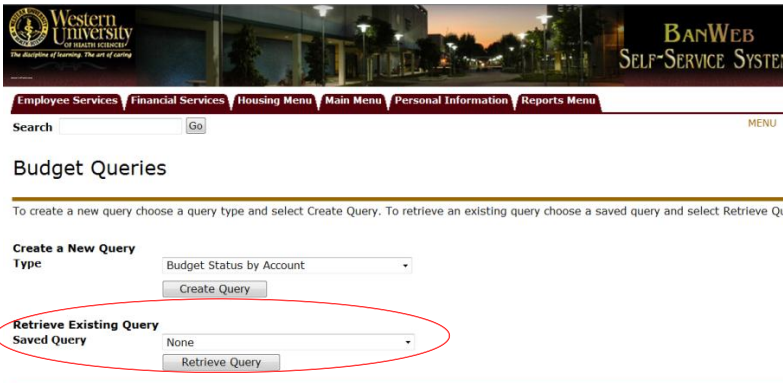 Western
University
OF HEALTH SCIENCES
The discipline of learning. The art of caring
BANWEB
SELF-SERVICE SYSTEM
Employee Services Financial Services Housing Menu Main Menu Personal Information Reports Menu
Search Go MENU
Budget Queries
To create a new query choose a query type and select Create Query. To retrieve an existing query choose a saved query and select Retrieve Qu
Create a New Query
Type Budget Status by Account
Create Query
Retrieve Existing Query
Saved Query None
Retrieve Query